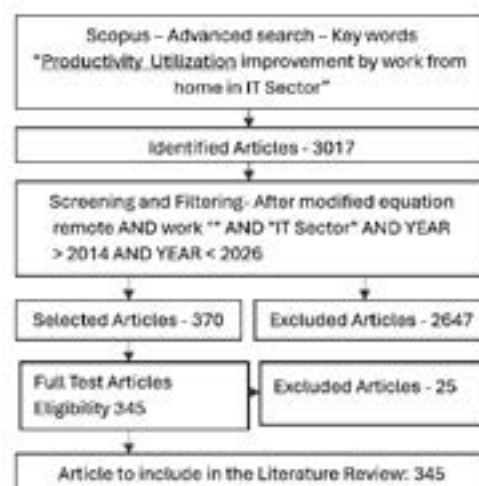 Scopus – Advanced search – Key words
"Productivity Utilization improvement by work from
home in IT Sector"
Identified Articles - 3017
Screening and Filtering- After modified equation
remote AND work "" AND "IT Sector" AND YEAR
> 2014 AND YEAR < 2026
Selected Articles - 370
Excluded Articles - 2647
Full Test Articles
Eligibility 345
Excluded Articles - 25
Article to include in the Literature Review: 345